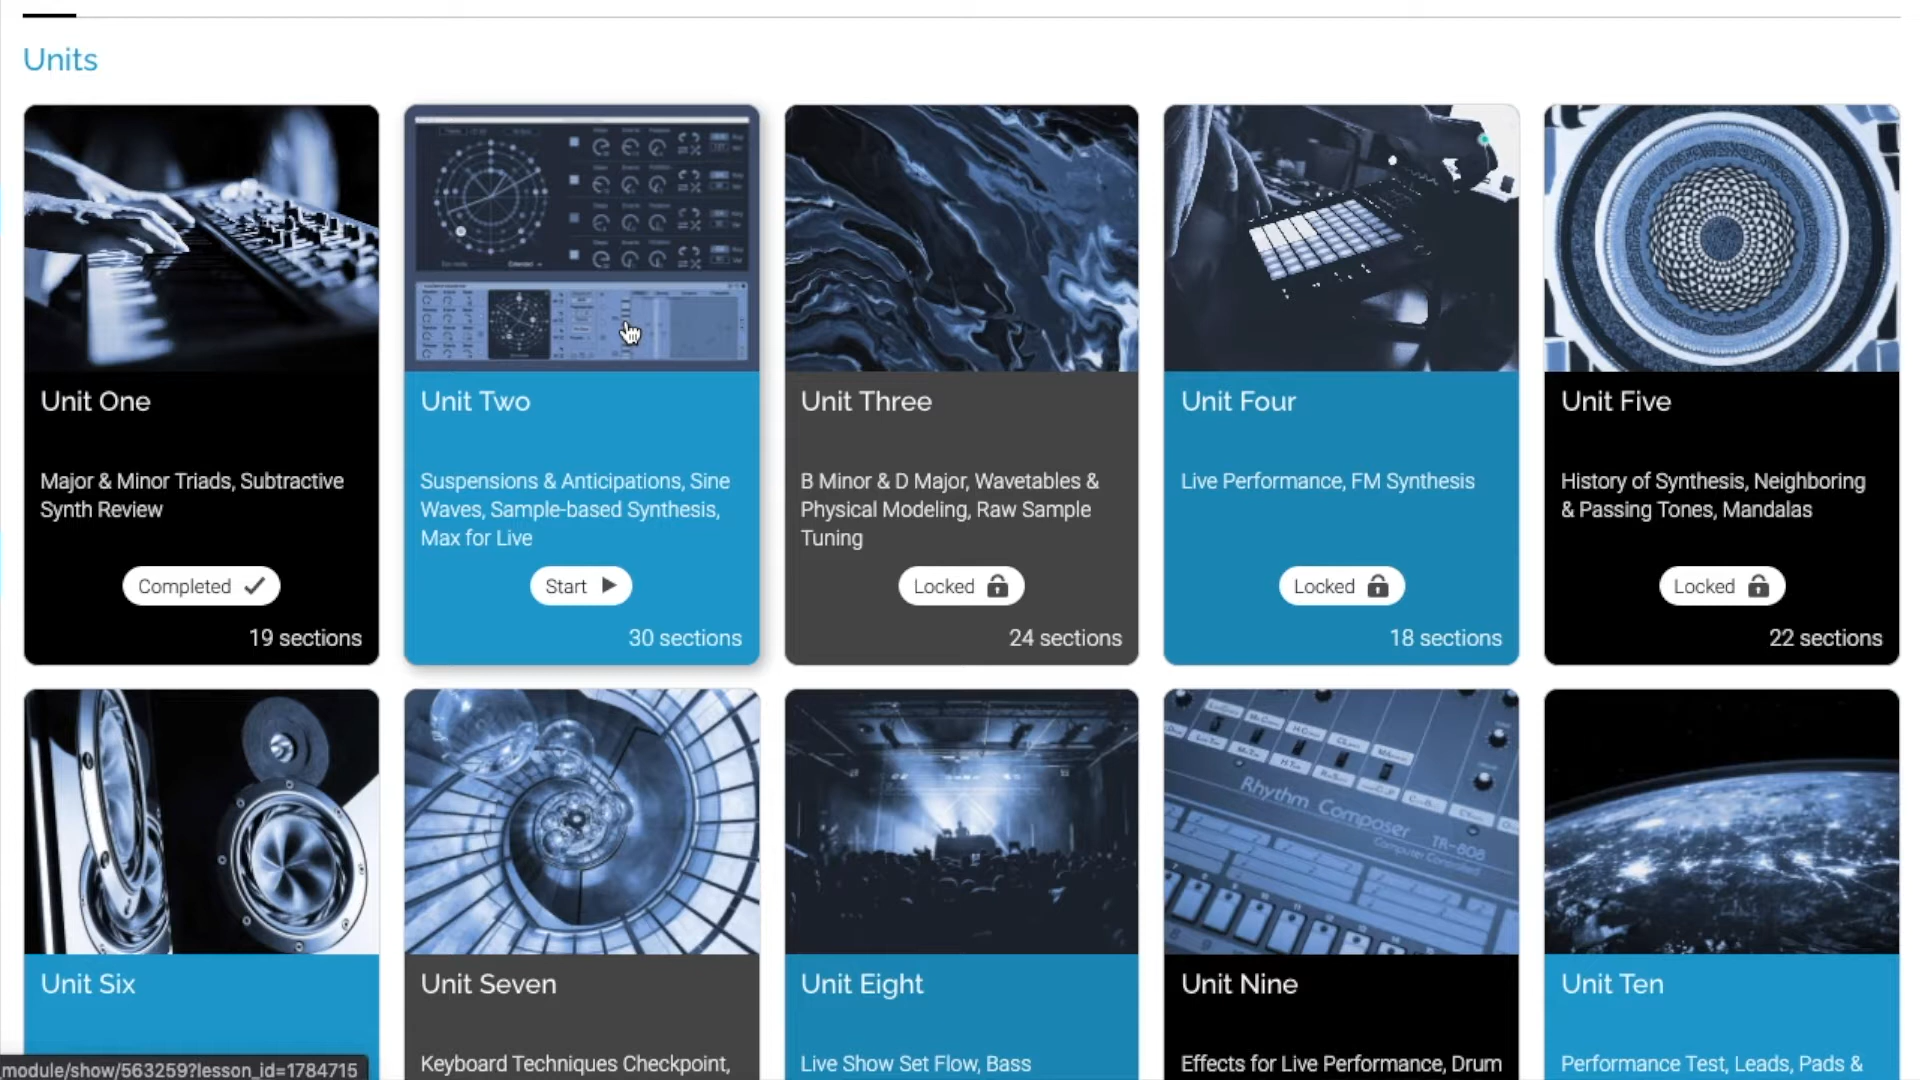 Units
Unit One
Major & Minor Triads, Subtractive
Synth Review
Completed
19 sections
Unit Two
Suspensions & Anticipations, Sine
Waves, Sample-based Synthesis,
Max for Live
Start
30 sections
Unit Three
B Minor & D Major, Wavetables &
Physical Modeling, Raw Sample
Tuning
Locked
24 sections
Unit Four
Live Performance, FM Synthesis
Locked
18 sections
Unit Five
History of Synthesis, Neighboring
& Passing Tones, Mandalas
Locked
22 sections
Rhythm Composer
TR-808
Computer Controlled
Unit Six
Unit Seven
Keyboard Techniques Checkpoint,
Unit Eight
Live Show Set Flow, Bass
Unit Nine
Effects for Live Performance, Drum
Unit Ten
Performance Test, Leads, Pads &
module/show/563259?lesson_id=1784715